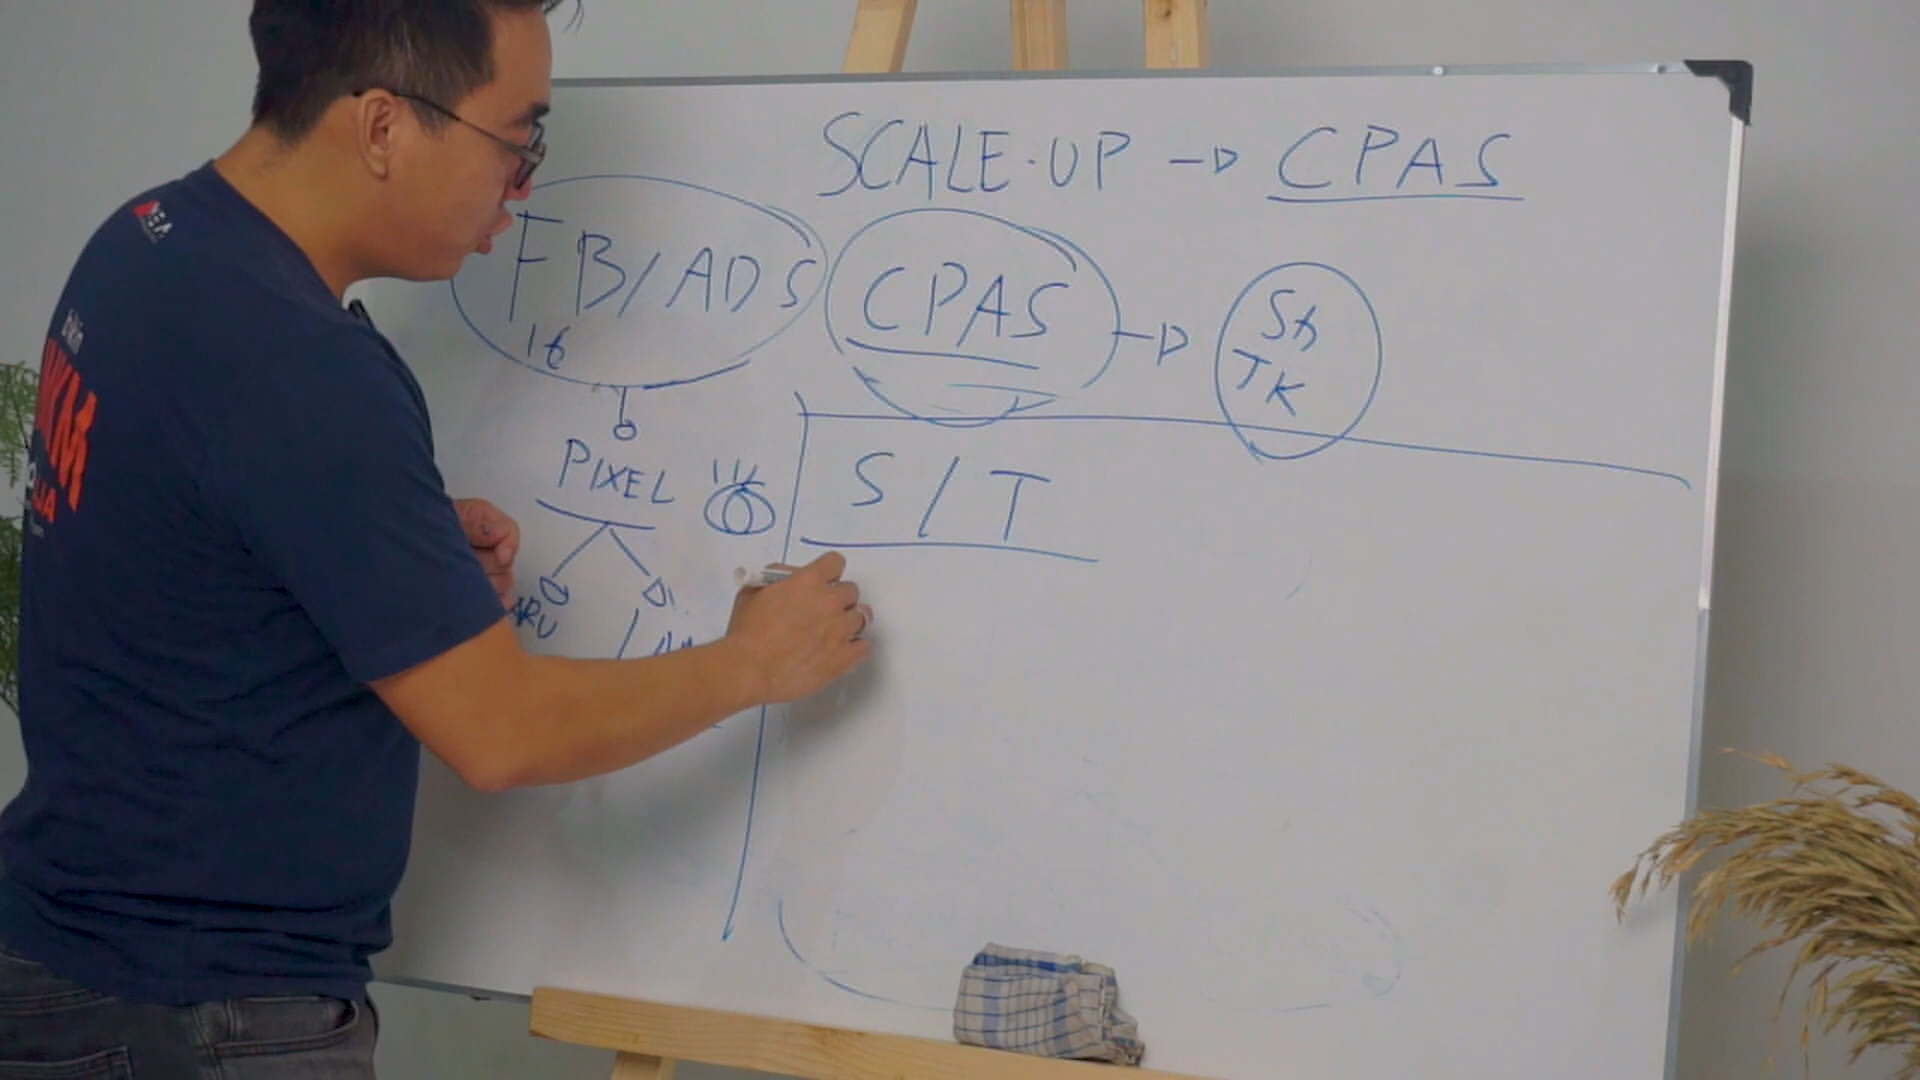 SCALE-UP → CPAS
FB/ADS
CPAS →
Sh
TK
16
PIXEL
S/T